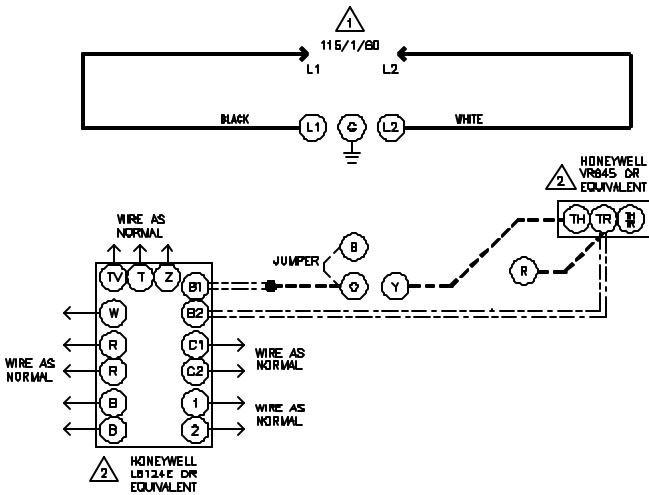 1
115/1/60
L1 L2
BLACK L1 G L2 WHITE
2 HONEYWELL
VR845 OR
EQUIVALENT
TH TR TH
TR
WIRE AS
NORMAL
JUMPER B
O Y R
TV T Z B1
W B2
R C1 WIRE AS
NORMAL
R C2
WIRE AS
NORMAL
B 1 WIRE AS
NORMAL
B 2
2 HONEYWELL
L8124E OR
EQUIVALENT